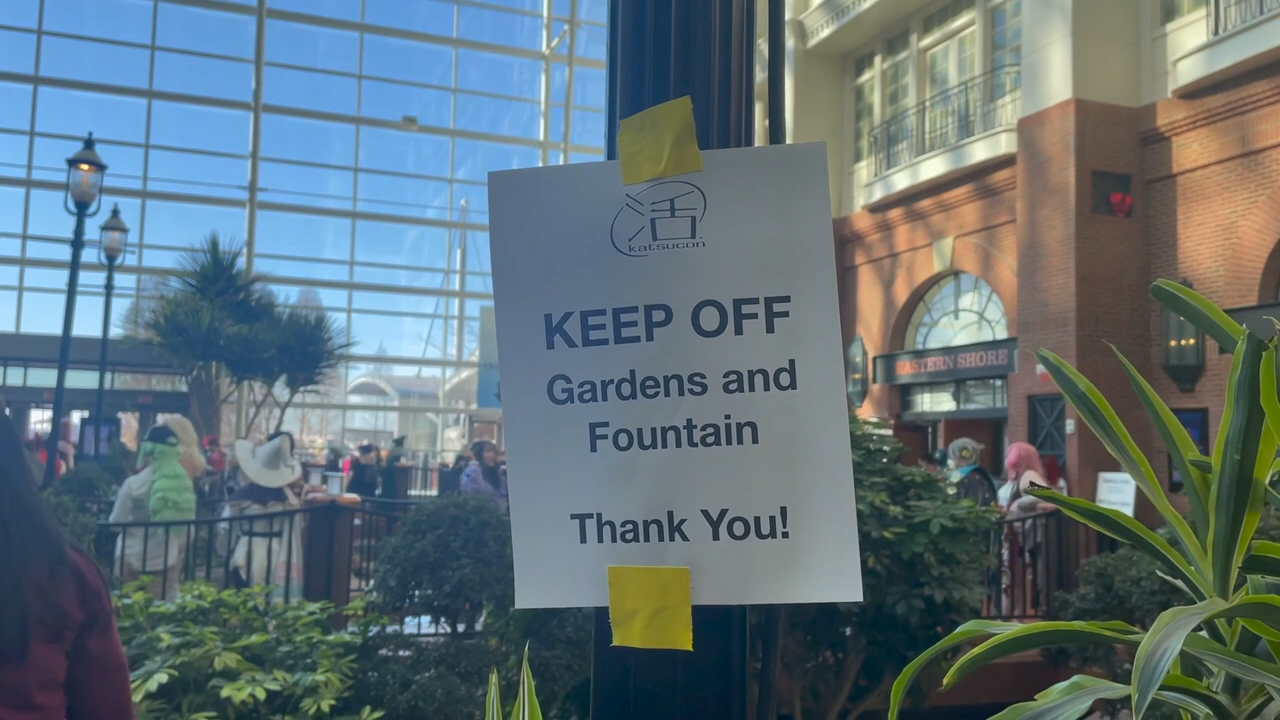 活
katsucon
KEEP OFF
Gardens and
Fountain
Thank You!
EASTERN SHORE